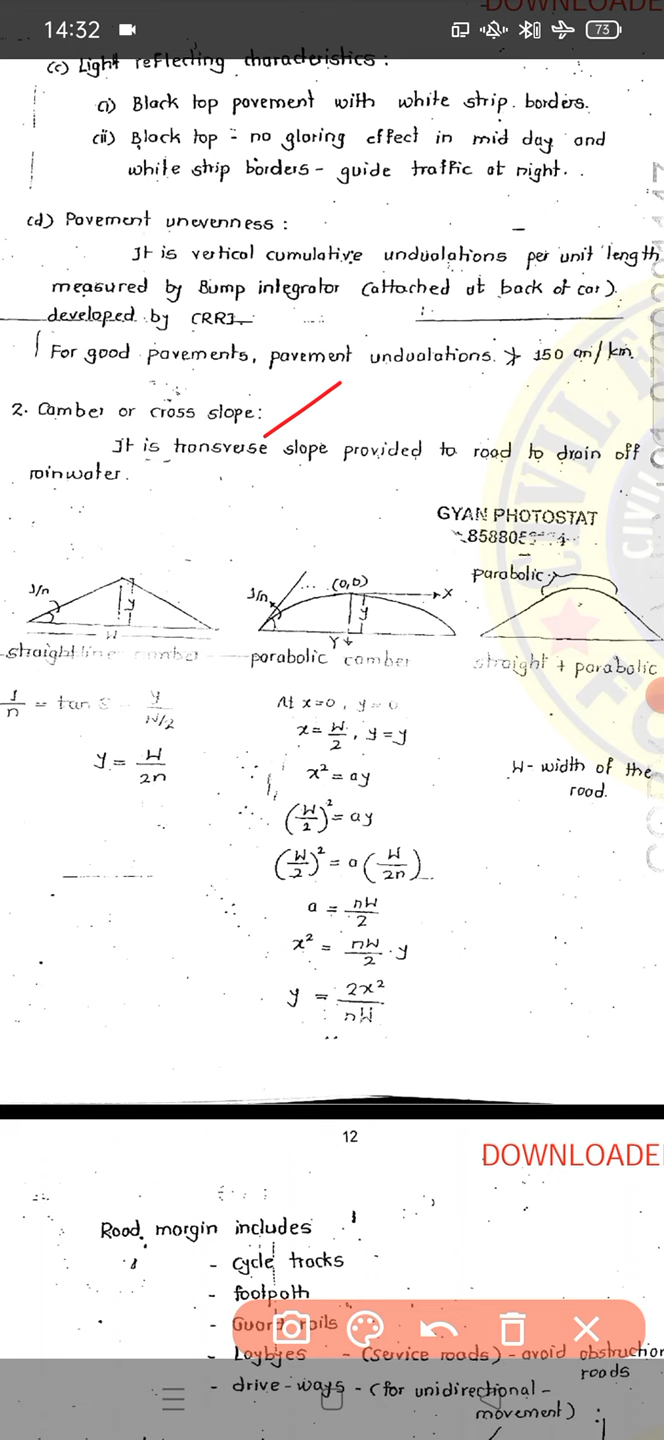 DOWNLOADE
14:32
73
(c) Light reflecting characteristics :
(i) Black top pavement with white strip. borders.
(ii) Black top - no glaring effect in mid day and
white ship borders - guide traffic at night.
(d) Pavement unevenness :
It is vertical cumulative undualations per unit length
measured by Bump integrator (attached at back of car)
developed by CRRI
For good pavements, pavement undualations ≯ 150 cm/km.
2. Camber or cross slope:
It is transverse slope provided to road to drain off
rainwater.
GYAN PHOTOSTAT
parabolic
1/n
y
W
1/n
(0,0)
X
y
Y
straight line camber
parabolic camber
straight + parabolic
1/n = tan θ = y/(W/2)
y = W/2n
At x=0, y=0
x = W/2, y=y
x² = ay
(W/2)² = ay
(W/2)² = a(W/2n)
a = nW/2
x² = nW/2 · y
y = 2x²/nW
W - width of the
road.
12
DOWNLOADE
Road margin includes
- cycle tracks
- footpath
- Guard rails
- Laybyes - (service roads) - avoid obstruction
roads
- drive-ways - (for unidirectional -
movement)